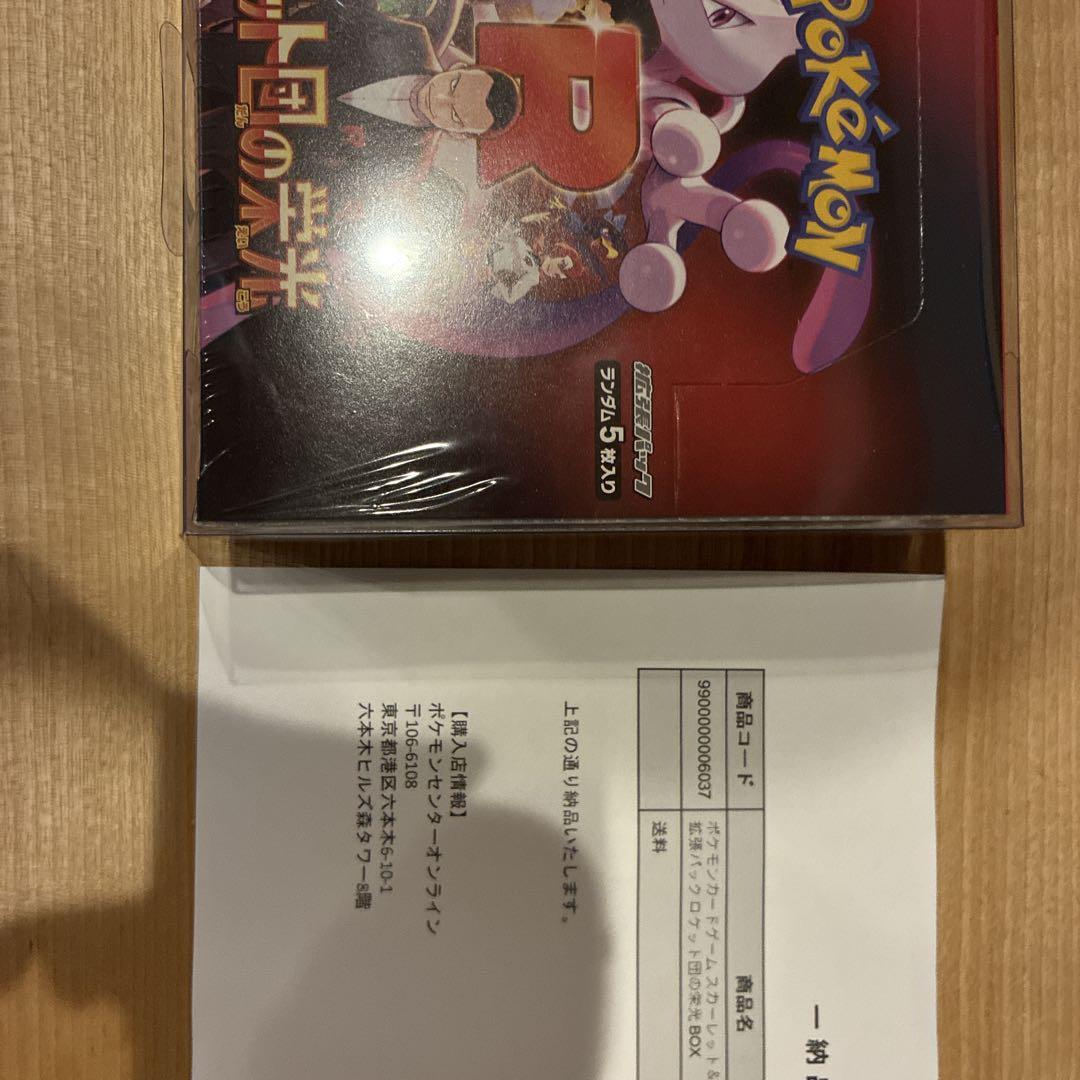 POKÉMON
拡張パック
ランダム5枚入り
ット団の栄光
だん
えい
R
一納
商品コード
商品名
9900000006037
ポケモンカードゲーム スカーレット&
拡張パック ロケット団の栄光 BOX
送料
上記の通り納品いたします。
【購入店情報】
ポケモンセンターオンライン
〒106-6108
東京都港区六本木6-10-1
六本木ヒルズ森タワー8階